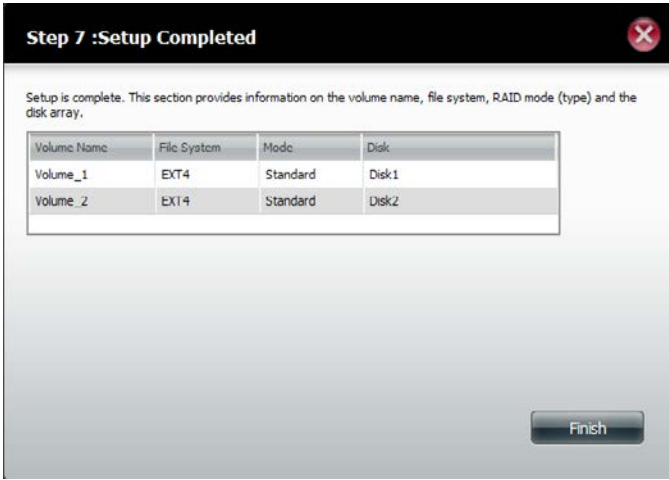 Step 7 :Setup Completed
Setup is complete. This section provides information on the volume name, file system, RAID mode (type) and the
disk array.
Volume Name File System Mode Disk
Volume_1 EXT4 Standard Disk1
Volume_2 EXT4 Standard Disk2
Finish